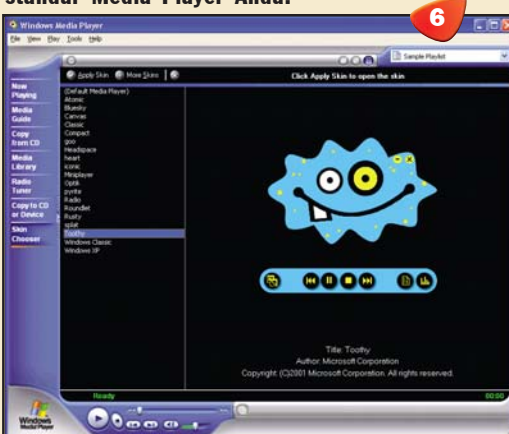 standar Media Player Anda.
6
Windows Media Player
File View Play Tools Help
Sample Playlist
Apply Skin More Skins
Click Apply Skin to open the skin
Now
Playing
Media
Guide
Copy
from CD
Media
Library
Radio
Tuner
Copy to CD
or Device
Skin
Chooser
(Default Media Player)
Atomic
Bluesky
Canvas
Classic
Compact
goo
Headspace
heart
iconic
Miniplayer
Optik
pyrite
Radio
Roundlet
Rusty
splat
Toothy
Windows Classic
Windows XP
Title: Toothy
Author: Microsoft Corporation
Copyright: (C)2001 Microsoft Corporation. All rights reserved.
Ready
00:00
Windows
Media Player